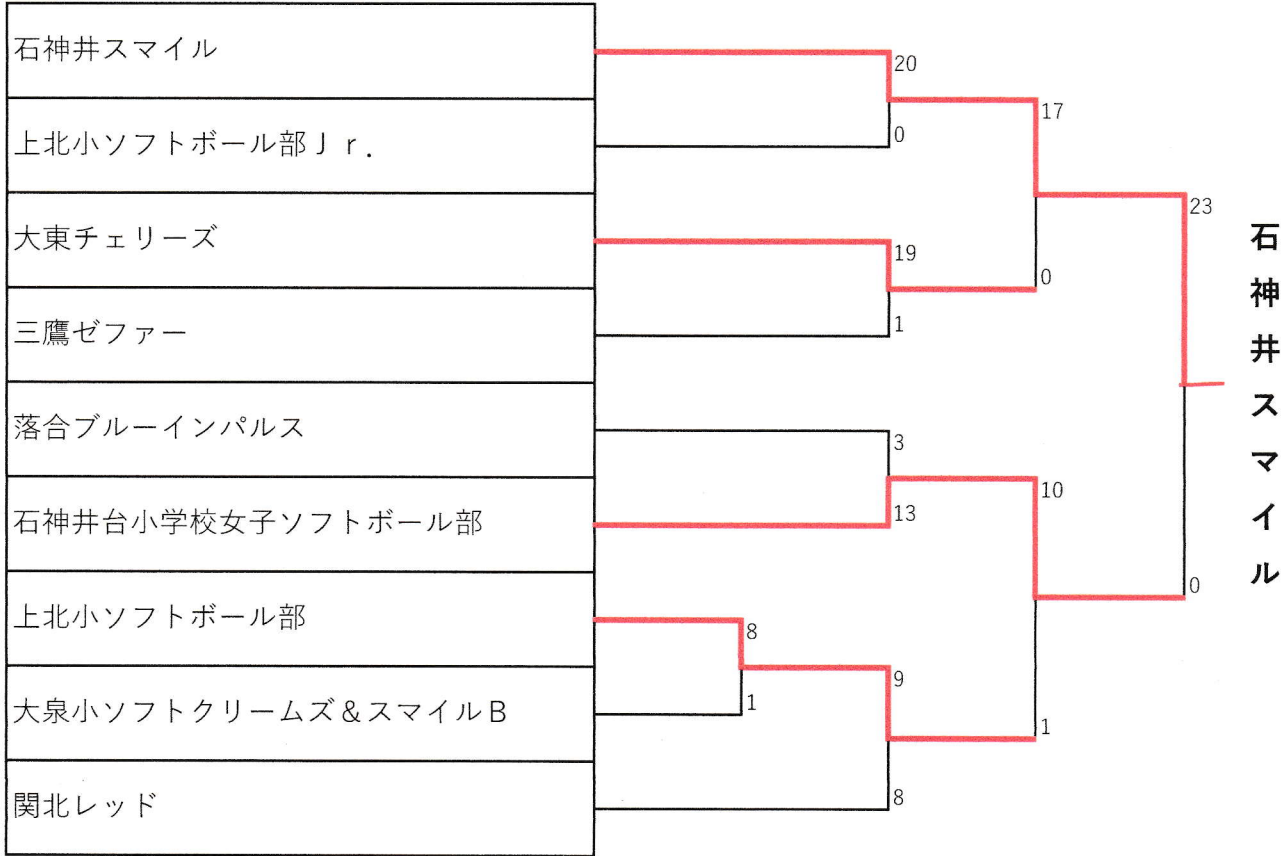 石神井スマイル
上北小ソフトボール部Ｊｒ．
大東チェリーズ
三鷹ゼファー
落合ブルーインパルス
石神井台小学校女子ソフトボール部
上北小ソフトボール部
大泉小ソフトクリームズ＆スマイルＢ
関北レッド
8
1
20
0
19
1
3
13
9
8
17
0
10
1
23
0
石神井スマイル